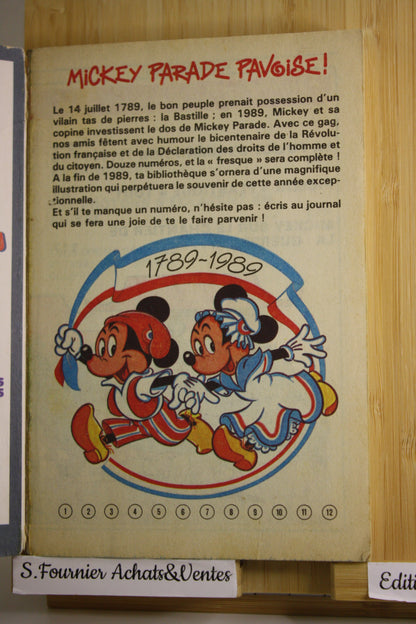 MICKEY PARADE PAVOISE !
Le 14 juillet 1789, le bon peuple prenait possession d'un
vilain tas de pierres : la Bastille ; en 1989, Mickey et sa
copine investissent le dos de Mickey Parade. Avec ce gag,
nos amis fêtent avec humour le bicentenaire de la Révolu-
tion française et de la Déclaration des droits de l'homme et
du citoyen. Douze numéros, et la « fresque » sera complète !
A la fin de 1989, ta bibliothèque s'ornera d'une magnifique
illustration qui perpétuera le souvenir de cette année excep-
tionnelle.
Et s'il te manque un numéro, n'hésite pas : écris au journal
qui se fera une joie de te le faire parvenir !
1789~1989
1 2 3 4 5 6 7 8 9 10 11 12
S.Fournier Achats&Ventes
Editi